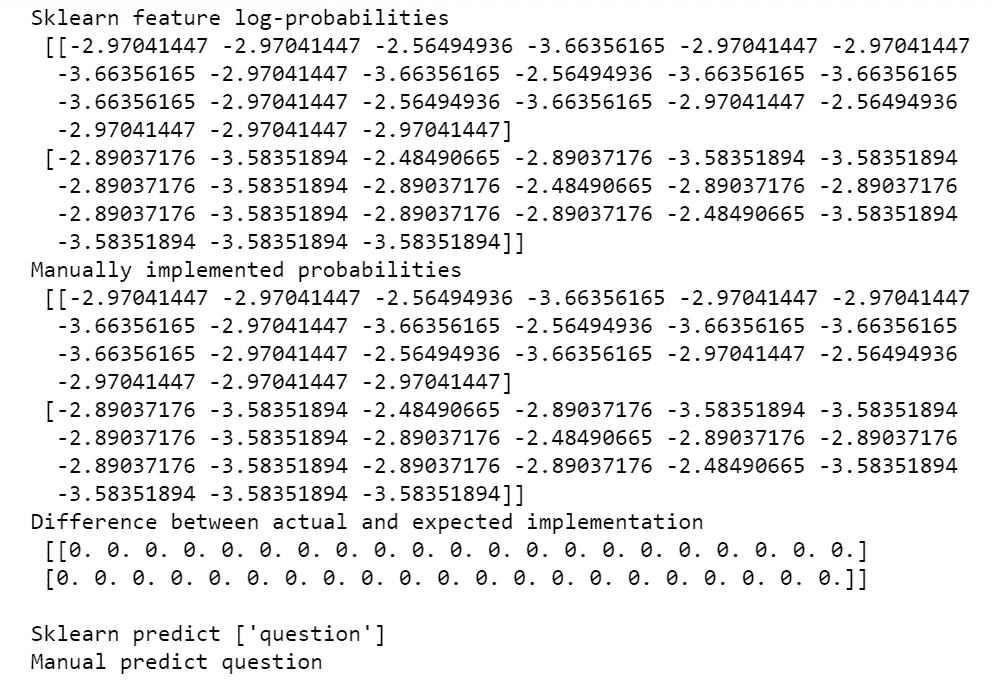 Sklearn feature log-probabilities
[[-2.97041447 -2.97041447 -2.56494936 -3.66356165 -2.97041447 -2.97041447
-3.66356165 -2.97041447 -3.66356165 -2.56494936 -3.66356165 -3.66356165
-3.66356165 -2.97041447 -2.56494936 -3.66356165 -2.97041447 -2.56494936
-2.97041447 -2.97041447 -2.97041447]
[-2.89037176 -3.58351894 -2.48490665 -2.89037176 -3.58351894 -3.58351894
-2.89037176 -3.58351894 -2.89037176 -2.48490665 -2.89037176 -2.89037176
-2.89037176 -3.58351894 -2.89037176 -2.89037176 -2.48490665 -3.58351894
-3.58351894 -3.58351894 -3.58351894]]
Manually implemented probabilities
[[-2.97041447 -2.97041447 -2.56494936 -3.66356165 -2.97041447 -2.97041447
-3.66356165 -2.97041447 -3.66356165 -2.56494936 -3.66356165 -3.66356165
-3.66356165 -2.97041447 -2.56494936 -3.66356165 -2.97041447 -2.56494936
-2.97041447 -2.97041447 -2.97041447]
[-2.89037176 -3.58351894 -2.48490665 -2.89037176 -3.58351894 -3.58351894
-2.89037176 -3.58351894 -2.89037176 -2.48490665 -2.89037176 -2.89037176
-2.89037176 -3.58351894 -2.89037176 -2.89037176 -2.48490665 -3.58351894
-3.58351894 -3.58351894 -3.58351894]]
Difference between actual and expected implementation
[[0. 0. 0. 0. 0. 0. 0. 0. 0. 0. 0. 0. 0. 0. 0. 0. 0. 0. 0. 0. 0.]
[0. 0. 0. 0. 0. 0. 0. 0. 0. 0. 0. 0. 0. 0. 0. 0. 0. 0. 0. 0. 0.]]
Sklearn predict ['question']
Manual predict question